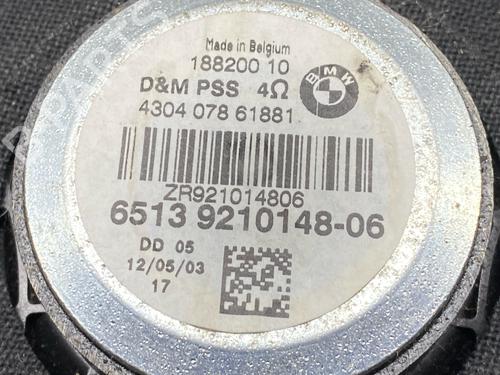 Made in Belgium
188200 10
D&M PSS 4Ω
BMW
4304 078 61881
ZR921014806
6513 9210148-06
DD 05
12/05/03
17